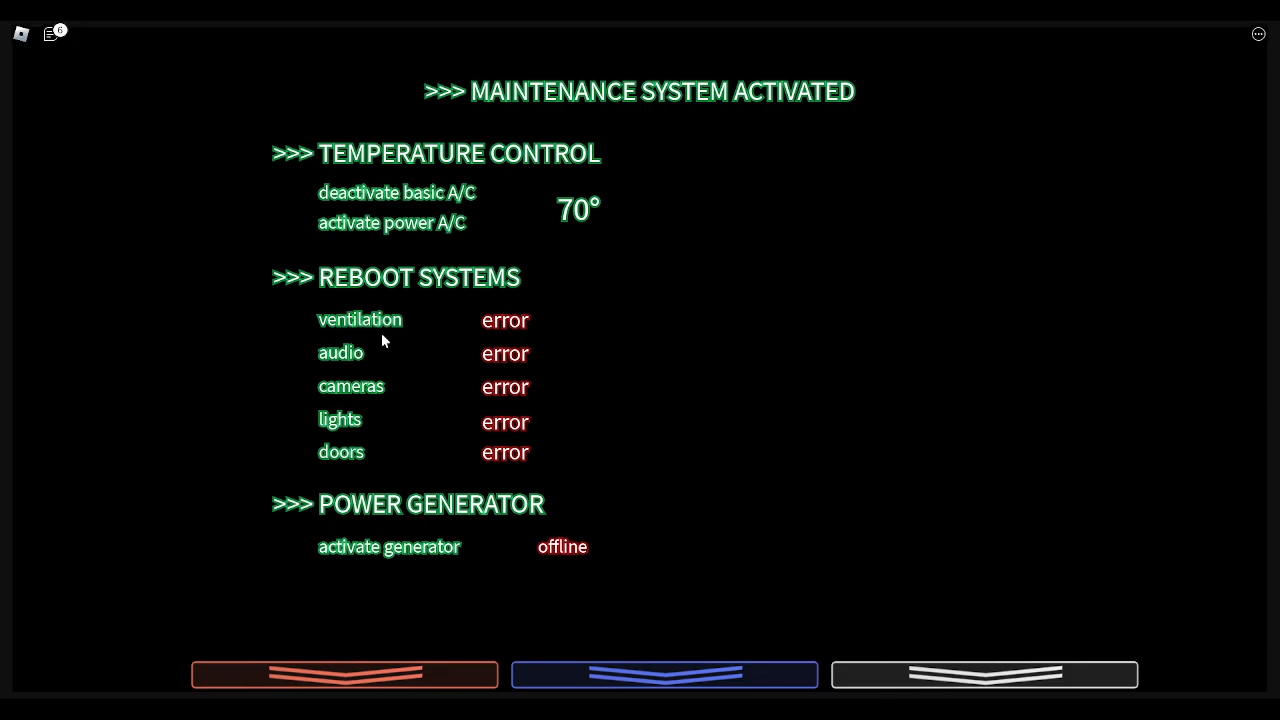 6
>>> MAINTENANCE SYSTEM ACTIVATED
>>> TEMPERATURE CONTROL
deactivate basic A/C
70°
activate power A/C
>>> REBOOT SYSTEMS
ventilation error
audio error
cameras error
lights error
doors error
>>> POWER GENERATOR
activate generator offline